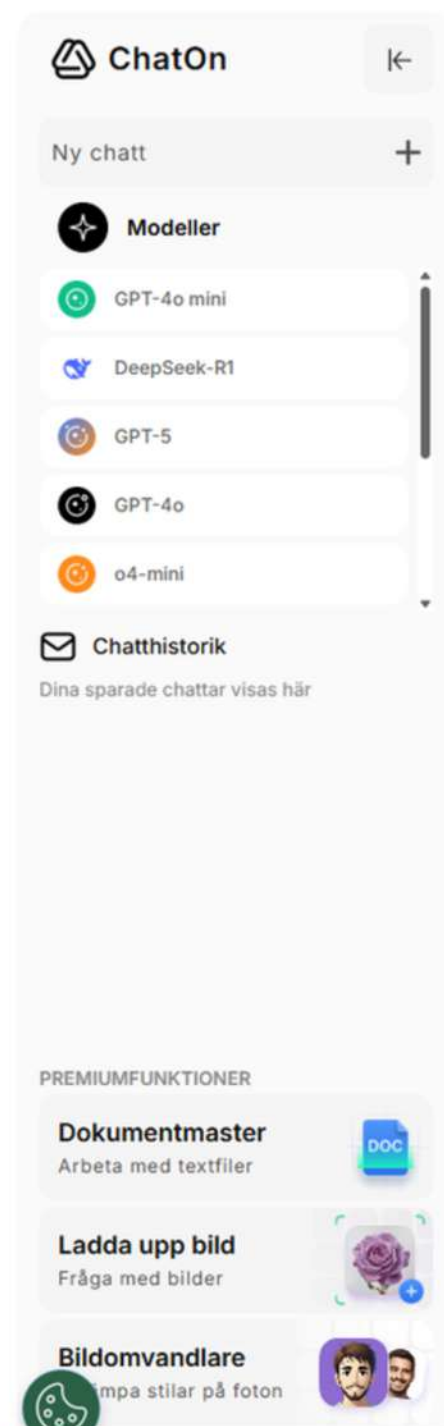 ChatOn
Ny chatt
Modeller
GPT-4o mini
DeepSeek-R1
GPT-5
GPT-4o
o4-mini
Chatthistorik
Dina sparade chattar visas här
PREMIUMFUNKTIONER
Dokumentmaster
Arbeta med textfiler
DOC
Ladda upp bild
Fråga med bilder
Bildomvandlare
stilar på foton